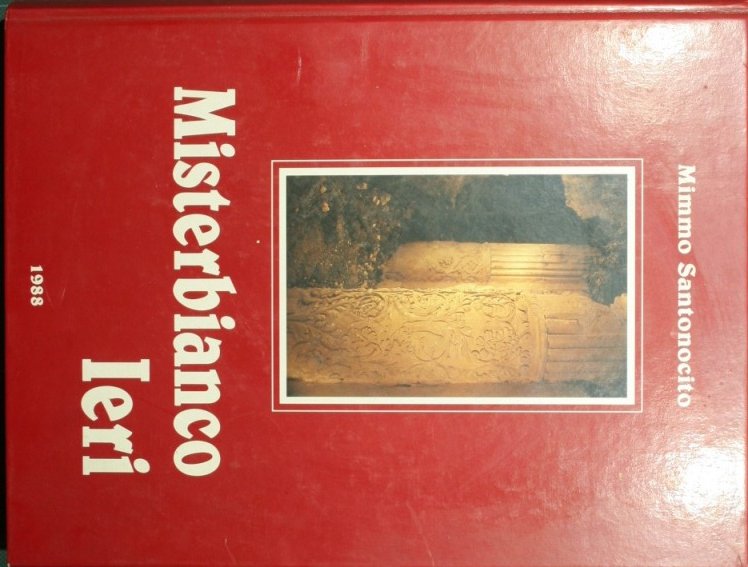 Mimmo Santonocito
Misterbianco
Ieri
1988